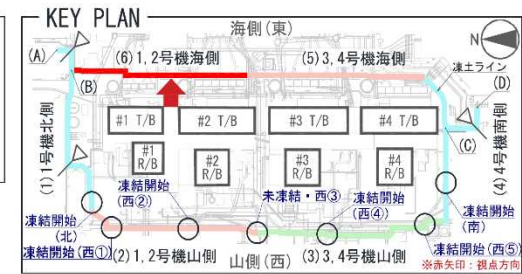 KEY PLAN
海側(東)
N
(A)
(6)1,2号機海側
(5)3,4号機海側
凍土ライン
(B)
(D)
(C)
#1 T/B
#2 T/B
#3 T/B
#4 T/B
(1)1号機北側
(4)4号機南側
#1
R/B
#2
R/B
#3
R/B
#4
R/B
凍結開始
(西②)
未凍結・西③
凍結開始
(西④)
凍結開始
(南)
凍結開始
(北)
凍結開始(西①)
(2)1,2号機山側
山側(西)
(3)3,4号機山側
凍結開始(西⑤)
※赤矢印：視点方向